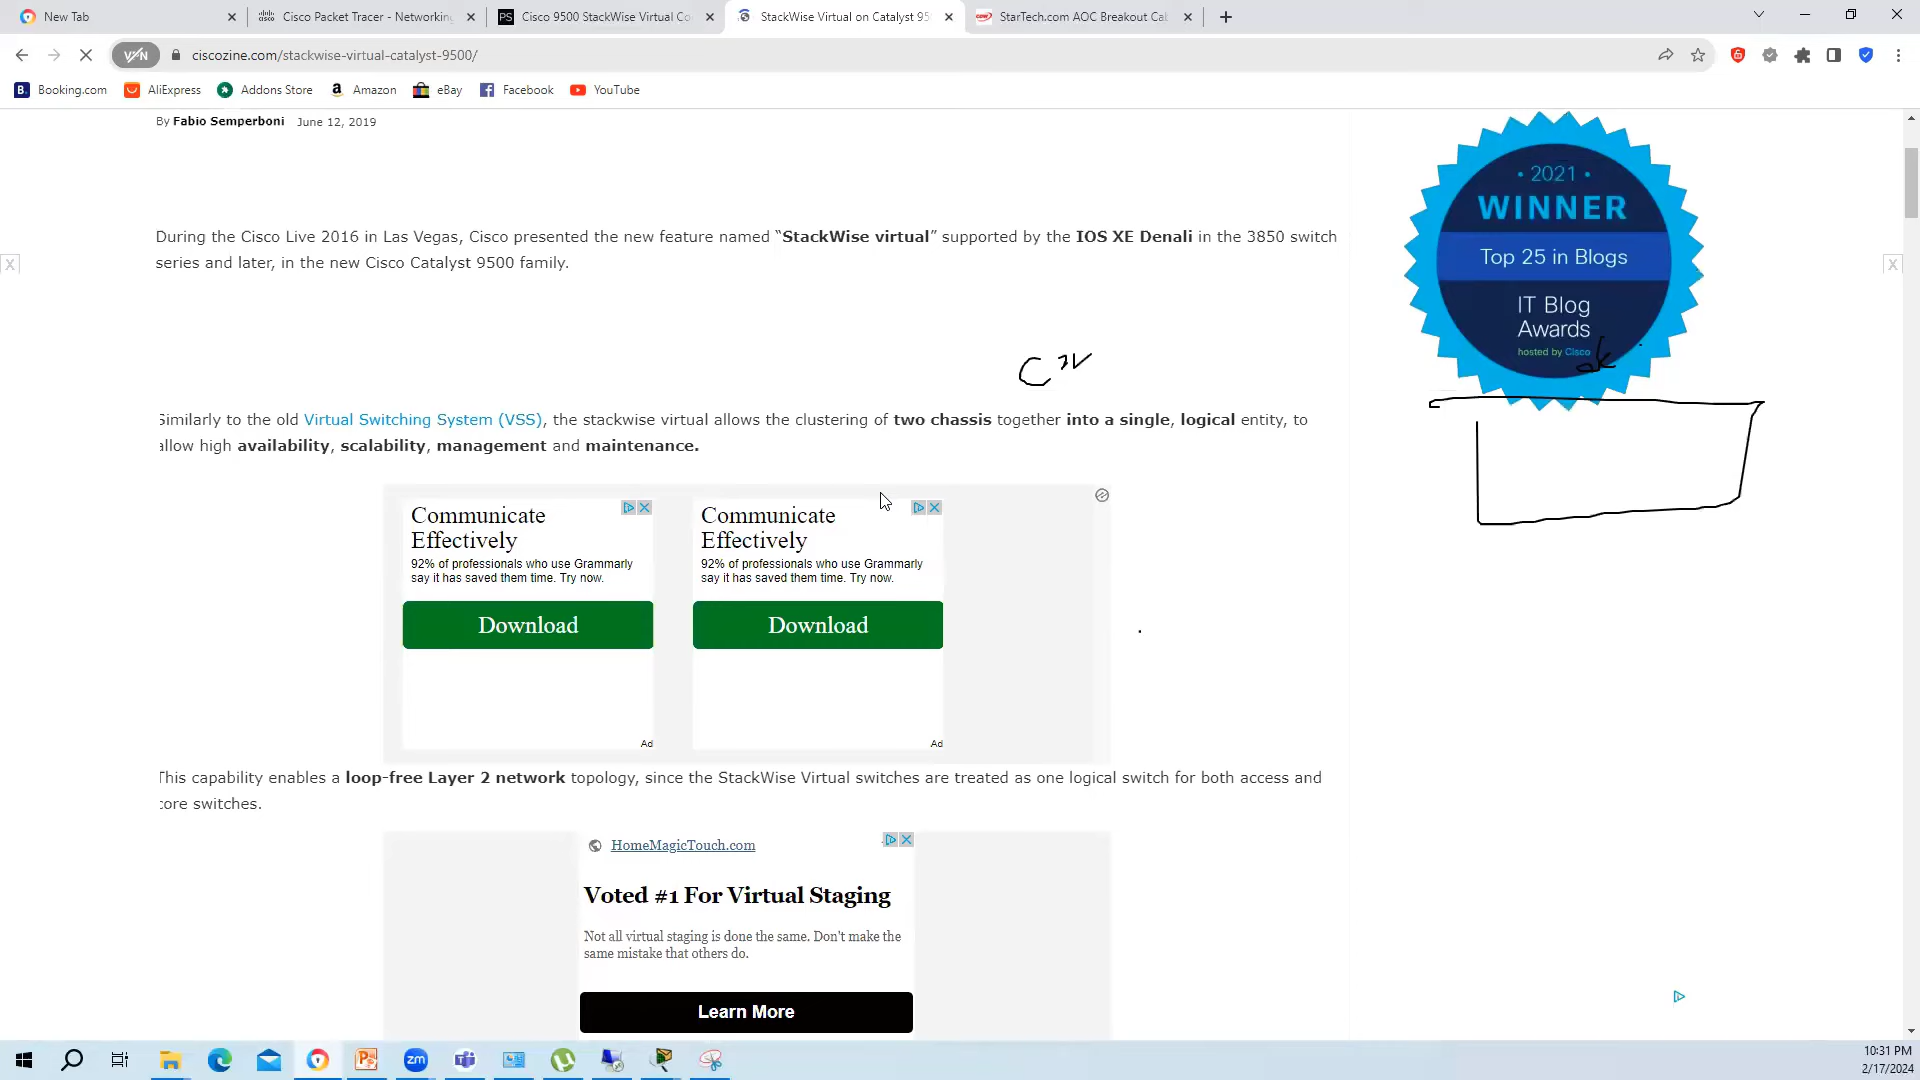 New Tab
Cisco Packet Tracer - Networking
Cisco 9500 StackWise Virtual Co
StackWise Virtual on Catalyst 95
StarTech.com AOC Breakout Cab
VPN
ciscozine.com/stackwise-virtual-catalyst-9500/
Booking.com
AliExpress
Addons Store
Amazon
eBay
Facebook
YouTube
By Fabio Semperboni June 12, 2019
During the Cisco Live 2016 in Las Vegas, Cisco presented the new feature named “StackWise virtual” supported by the IOS XE Denali in the 3850 switch
series and later, in the new Cisco Catalyst 9500 family.
Similarly to the old Virtual Switching System (VSS), the stackwise virtual allows the clustering of two chassis together into a single, logical entity, to
allow high availability, scalability, management and maintenance.
Communicate
Effectively
92% of professionals who use Grammarly
say it has saved them time. Try now.
Download
Ad
Communicate
Effectively
92% of professionals who use Grammarly
say it has saved them time. Try now.
Download
Ad
This capability enables a loop-free Layer 2 network topology, since the StackWise Virtual switches are treated as one logical switch for both access and
core switches.
HomeMagicTouch.com
Voted #1 For Virtual Staging
Not all virtual staging is done the same. Don't make the
same mistake that others do.
Learn More
• 2021 •
WINNER
Top 25 in Blogs
IT Blog
Awards
hosted by Cisco
10:31 PM
2/17/2024